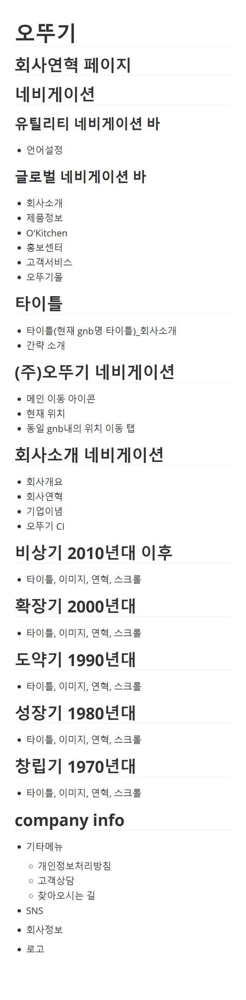 오뚜기
회사연혁 페이지
네비게이션
유틸리티 네비게이션 바
언어설정
글로벌 네비게이션 바
회사소개
제품정보
O'Kitchen
홍보센터
고객서비스
오뚜기몰
타이틀
타이틀(현재 gnb명 타이틀)_회사소개
간략 소개
(주)오뚜기 네비게이션
메인 이동 아이콘
현재 위치
동일 gnb내의 위치 이동 탭
회사소개 네비게이션
회사개요
회사연혁
기업이념
오뚜기 CI
비상기 2010년대 이후
타이틀, 이미지, 연혁, 스크롤
확장기 2000년대
타이틀, 이미지, 연혁, 스크롤
도약기 1990년대
타이틀, 이미지, 연혁, 스크롤
성장기 1980년대
타이틀, 이미지, 연혁, 스크롤
창립기 1970년대
타이틀, 이미지, 연혁, 스크롤
company info
기타메뉴
개인정보처리방침
고객상담
찾아오시는 길
SNS
회사정보
로고